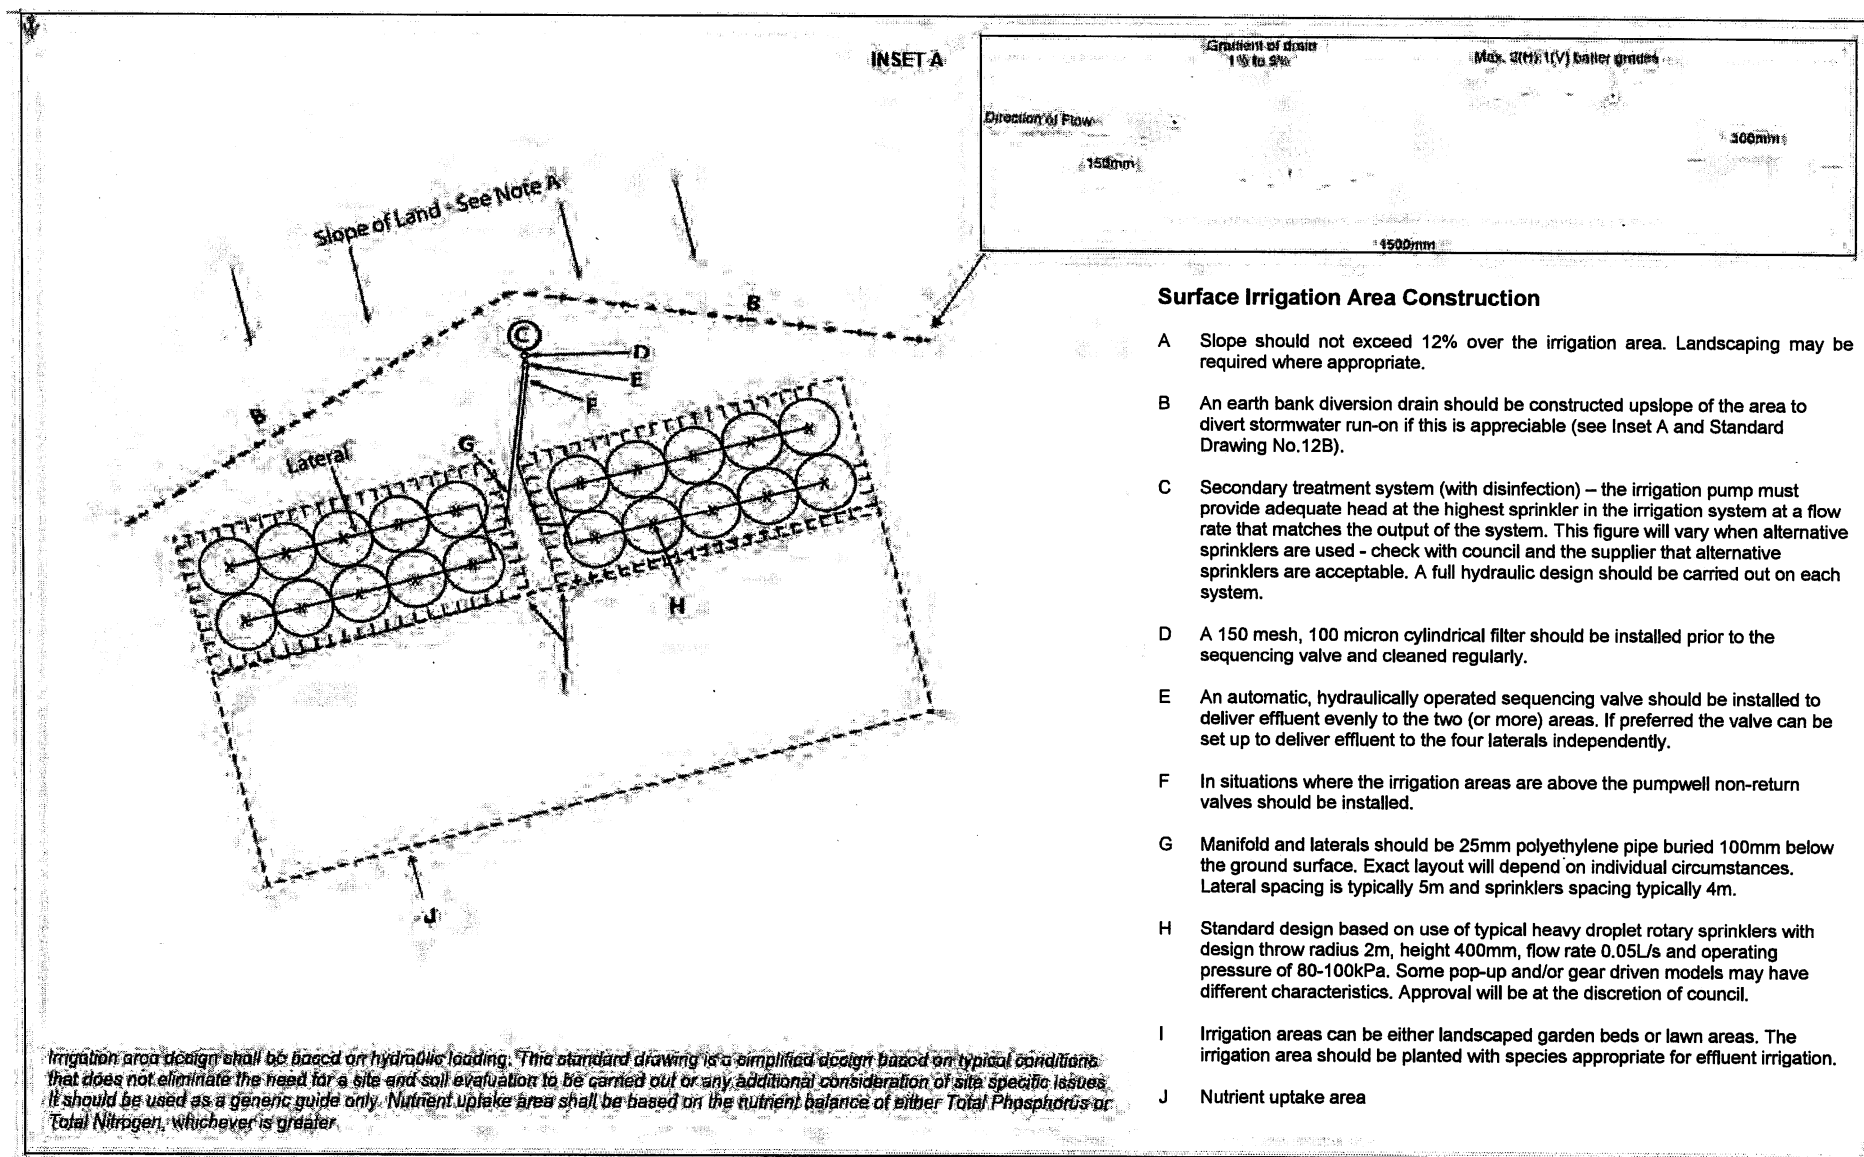 INSET A
Gradient of drain
1% to 5%
Max. 2(H):1(V) batter grades
Direction of Flow
150mm
300mm
1500mm
Slope of Land - See Note A
B
C
D
E
F
B
G
Lateral
H
J
Surface Irrigation Area Construction
A Slope should not exceed 12% over the irrigation area. Landscaping may be
required where appropriate.
B An earth bank diversion drain should be constructed upslope of the area to
divert stormwater run-on if this is appreciable (see Inset A and Standard
Drawing No.12B).
C Secondary treatment system (with disinfection) – the irrigation pump must
provide adequate head at the highest sprinkler in the irrigation system at a flow
rate that matches the output of the system. This figure will vary when alternative
sprinklers are used - check with council and the supplier that alternative
sprinklers are acceptable. A full hydraulic design should be carried out on each
system.
D A 150 mesh, 100 micron cylindrical filter should be installed prior to the
sequencing valve and cleaned regularly.
E An automatic, hydraulically operated sequencing valve should be installed to
deliver effluent evenly to the two (or more) areas. If preferred the valve can be
set up to deliver effluent to the four laterals independently.
F In situations where the irrigation areas are above the pumpwell non-return
valves should be installed.
G Manifold and laterals should be 25mm polyethylene pipe buried 100mm below
the ground surface. Exact layout will depend on individual circumstances.
Lateral spacing is typically 5m and sprinklers spacing typically 4m.
H Standard design based on use of typical heavy droplet rotary sprinklers with
design throw radius 2m, height 400mm, flow rate 0.05L/s and operating
pressure of 80-100kPa. Some pop-up and/or gear driven models may have
different characteristics. Approval will be at the discretion of council.
I Irrigation areas can be either landscaped garden beds or lawn areas. The
irrigation area should be planted with species appropriate for effluent irrigation.
J Nutrient uptake area
Irrigation area design shall be based on hydraulic loading. This standard drawing is a simplified design based on typical conditions
that does not eliminate the need for a site and soil evaluation to be carried out or any additional consideration of site specific issues.
It should be used as a generic guide only. Nutrient uptake area shall be based on the nutrient balance of either Total Phosphorus or
Total Nitrogen, whichever is greater.